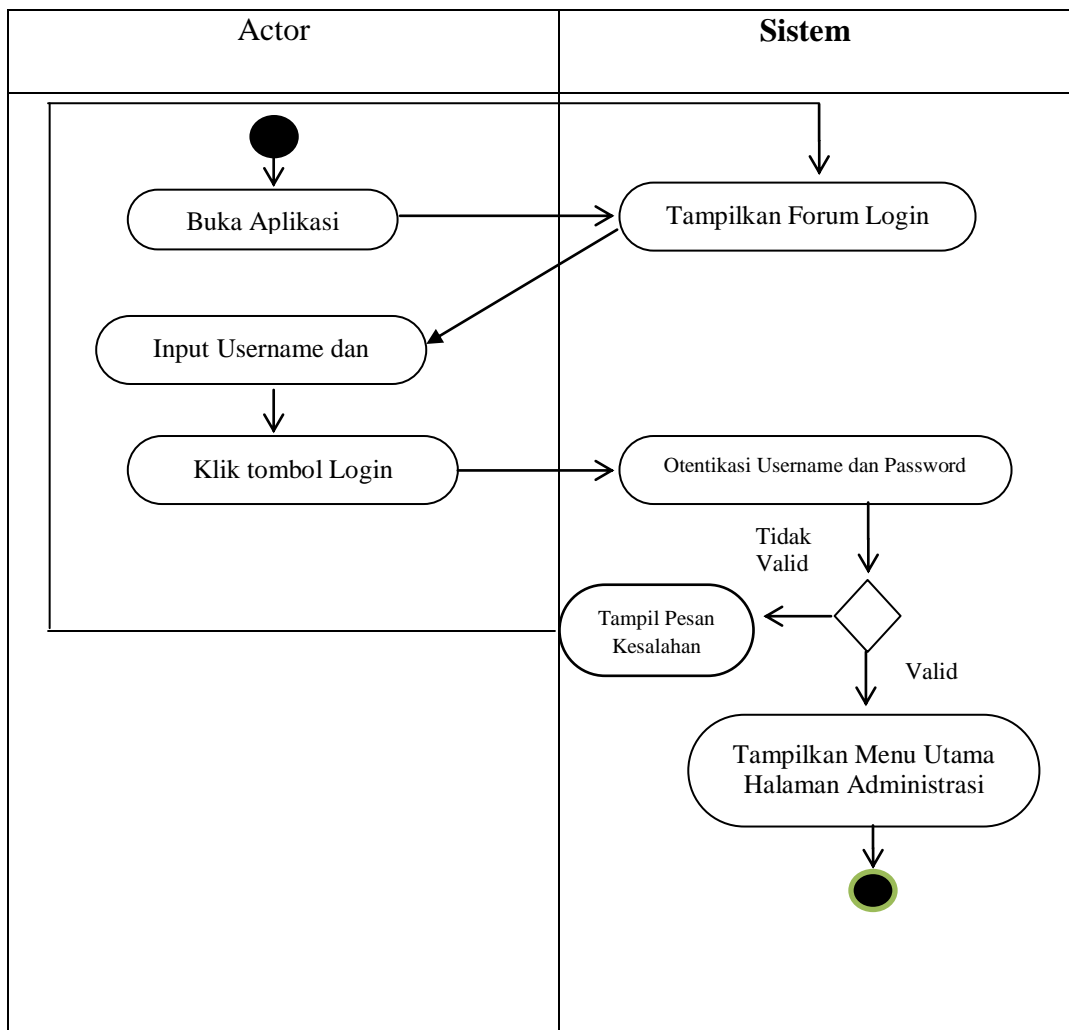 Actor
Sistem
Buka Aplikasi
Tampilkan Forum Login
Input Username dan
Klik tombol Login
Otentikasi Username dan Password
Tidak
Valid
Tampil Pesan
Kesalahan
Valid
Tampilkan Menu Utama
Halaman Administrasi